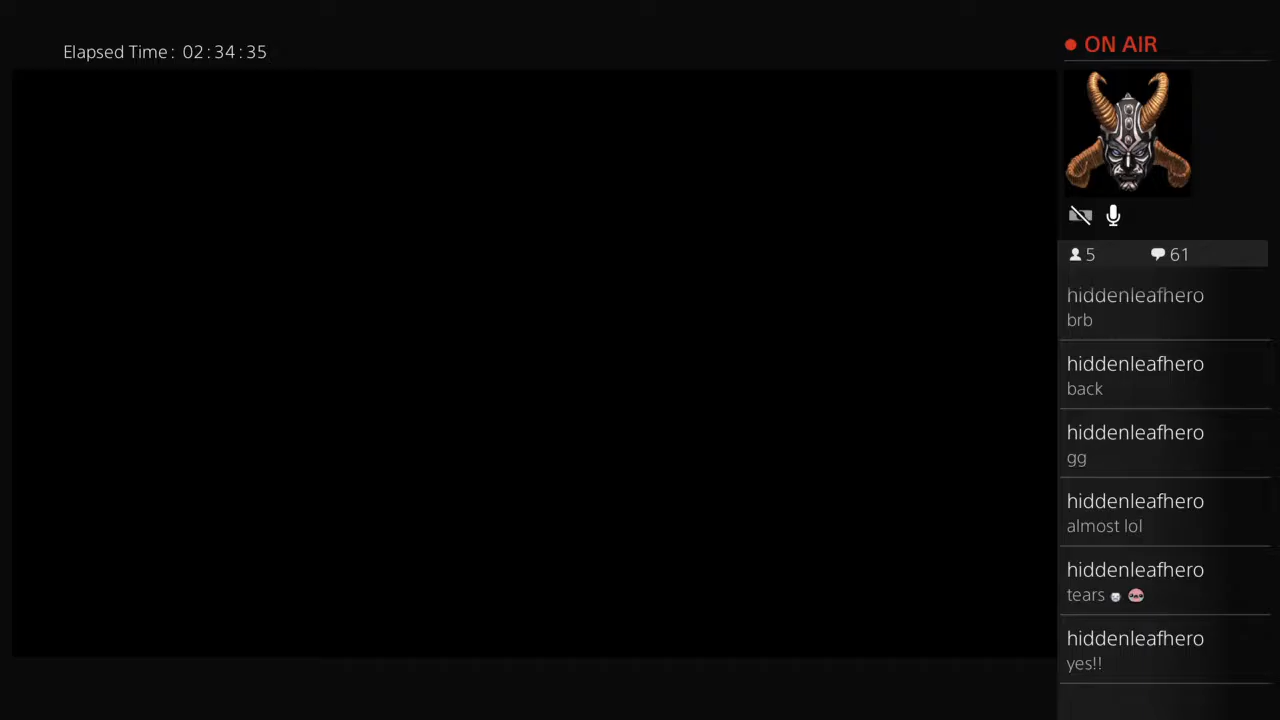 Elapsed Time: 02:34:35
ON AIR
5 61
hiddenleafhero
brb
hiddenleafhero
back
hiddenleafhero
gg
hiddenleafhero
almost lol
hiddenleafhero
tears
hiddenleafhero
yes!!